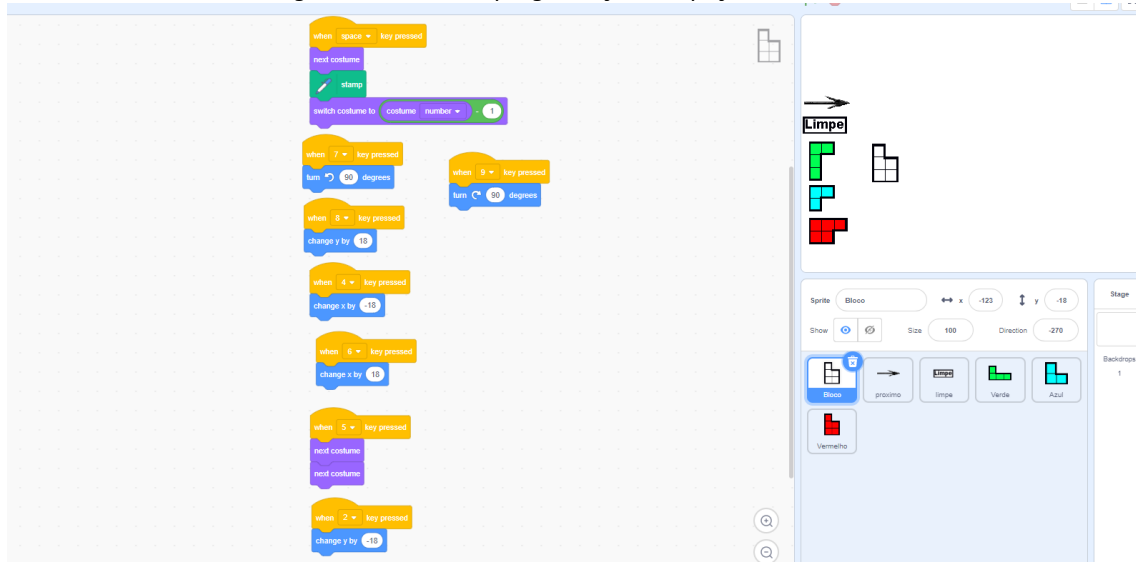 when space key pressed
next costume
stamp
switch costume to costume number - 1
when 7 key pressed
turn 90 degrees
when 9 key pressed
turn 90 degrees
when 8 key pressed
change y by 18
when 4 key pressed
change x by -18
when 6 key pressed
change x by 18
when 5 key pressed
next costume
next costume
when 2 key pressed
change y by -18
Limpe
Sprite Bloco x -123 y -18
Show Size 100 Direction -270
Stage
Backdrops
1
Bloco
proximo
Limpe
limpe
Verde
Azul
Vermelho